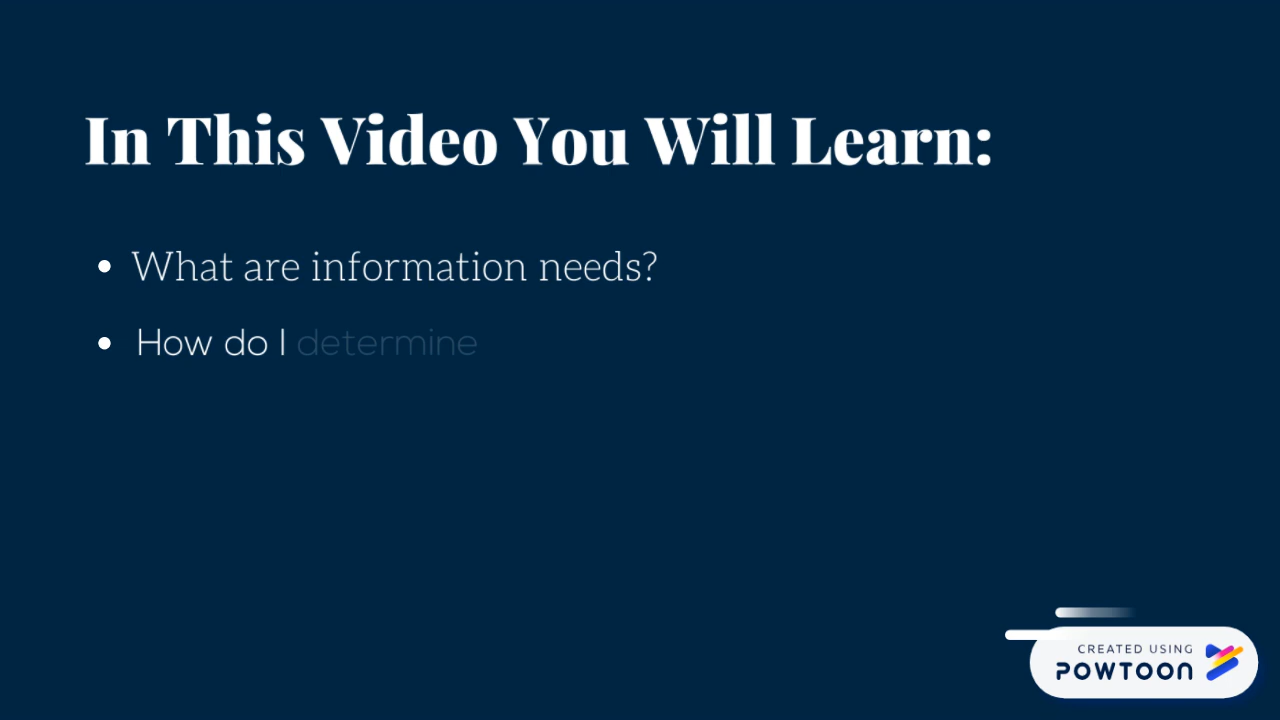 In This Video You Will Learn:
• What are information needs?
• How do I determine
CREATED USING
POWTOON